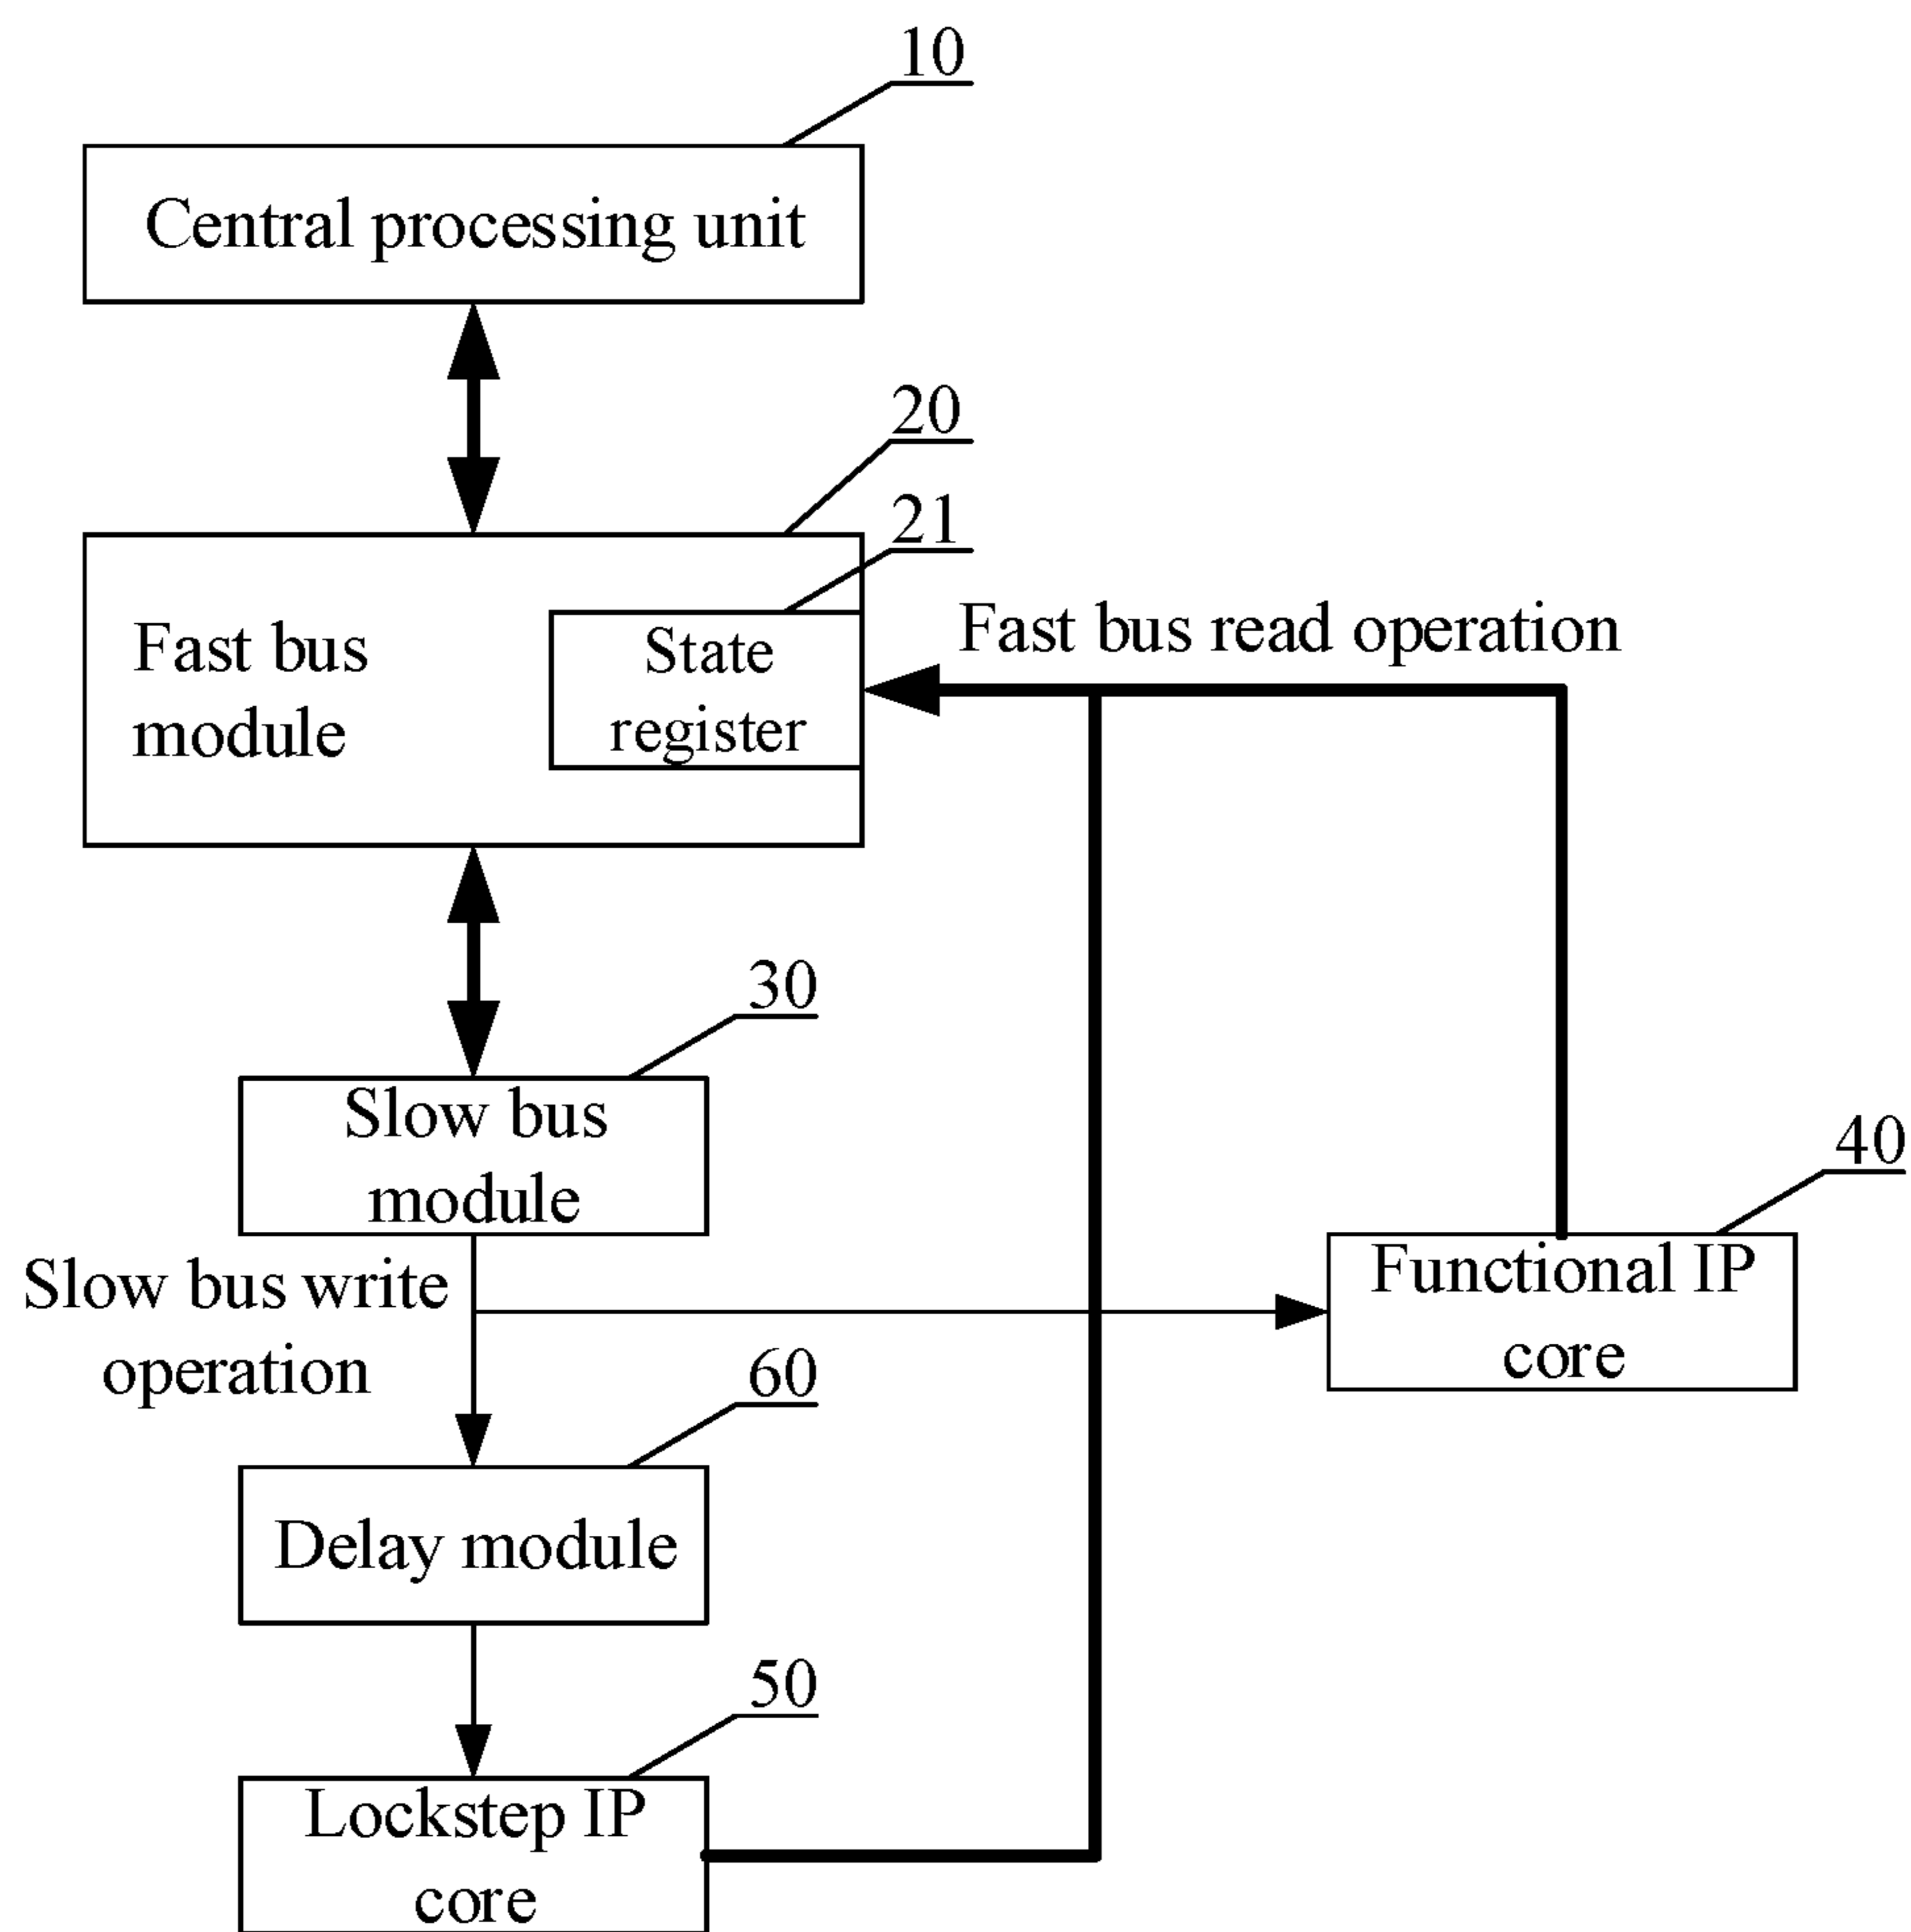 10
Central processing unit
20
21
Fast bus
module
State
register
Fast bus read operation
30
Slow bus
module
40
Functional IP
core
Slow bus write
operation
60
Delay module
50
Lockstep IP
core